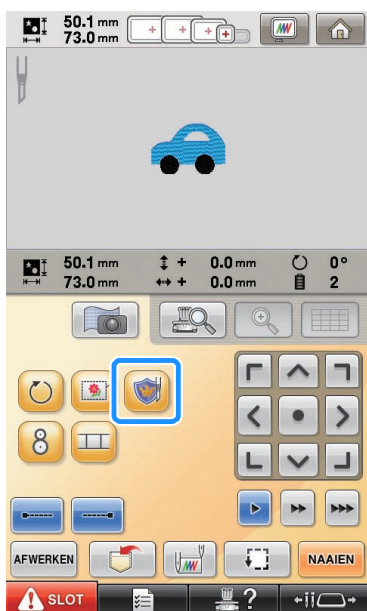 50.1 mm
73.0 mm
50.1 mm + 0.0 mm 0°
73.0 mm + 0.0 mm 2
8
AFWERKEN NAAIEN
SLOT ?